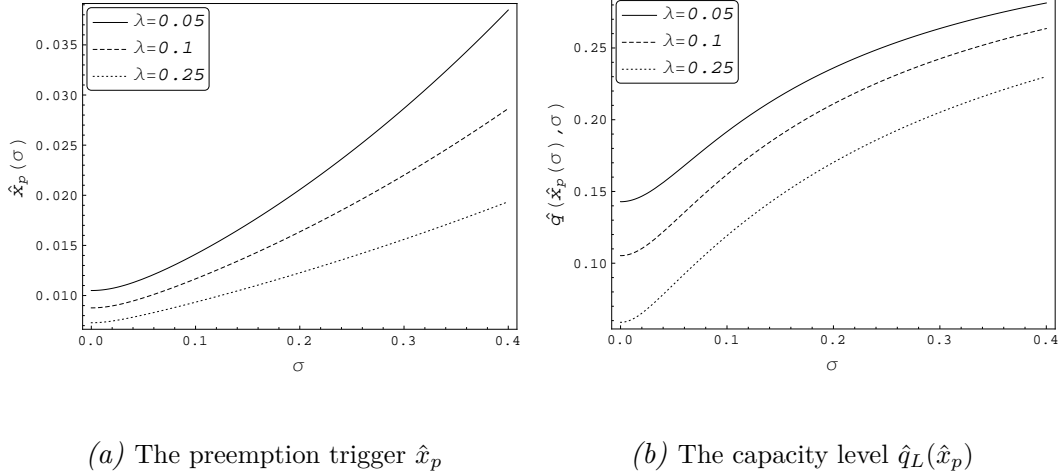 λ=0.05
λ=0.1
λ=0.25
0.035
0.030
0.025
0.020
0.015
0.010
x̂p(σ)
0.0 0.1 0.2 0.3 0.4
σ
λ=0.05
λ=0.1
λ=0.25
0.25
0.20
0.15
0.10
q̂(x̂p(σ),σ)
0.0 0.1 0.2 0.3 0.4
σ
(a) The preemption trigger x̂p
(b) The capacity level q̂L(x̂p)